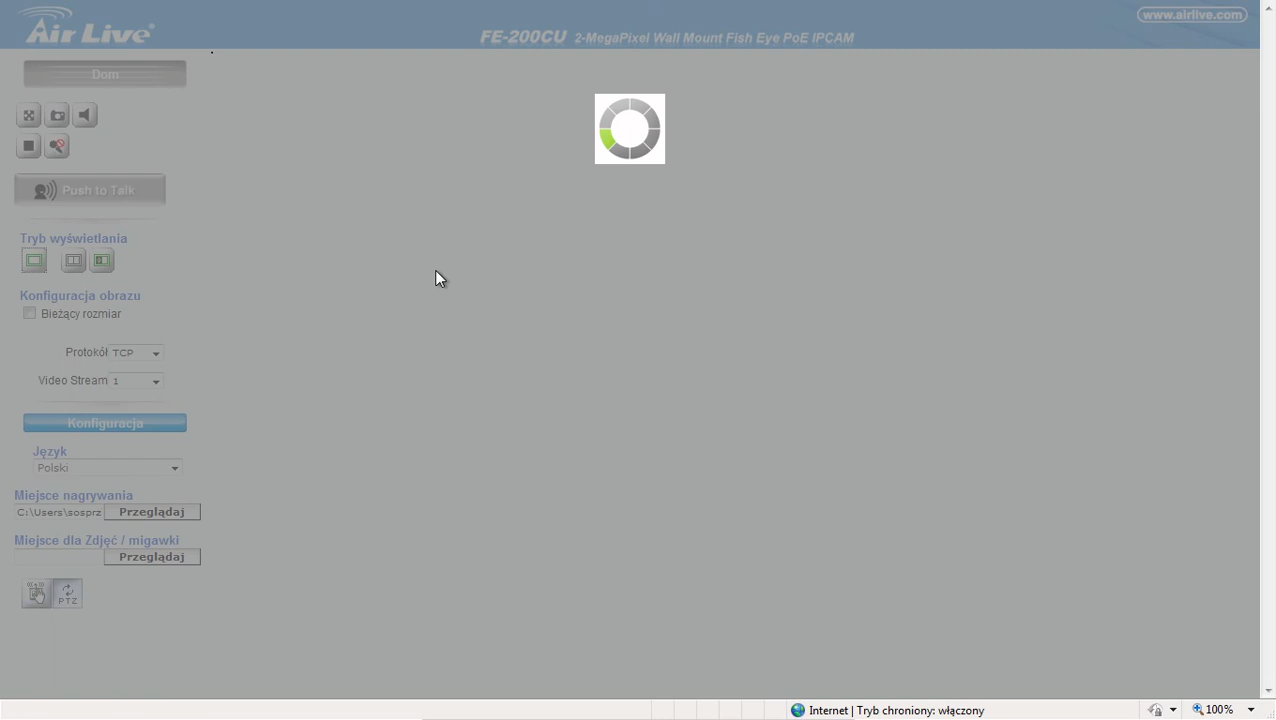 Air Live
www.airlive.com
FE-200CU 2-MegaPixel Wall Mount Fish Eye PoE IPCAM
Dom
Push to Talk
Tryb wyświetlania
Konfiguracja obrazu
Bieżący rozmiar
Protokół TCP
Video Stream 1
Konfiguracja
Język
Polski
Miejsce nagrywania
C:\Users\sosprz Przeglądaj
Miejsce dla Zdjęć / migawki
Przeglądaj
PTZ
Internet | Tryb chroniony: włączony
100%